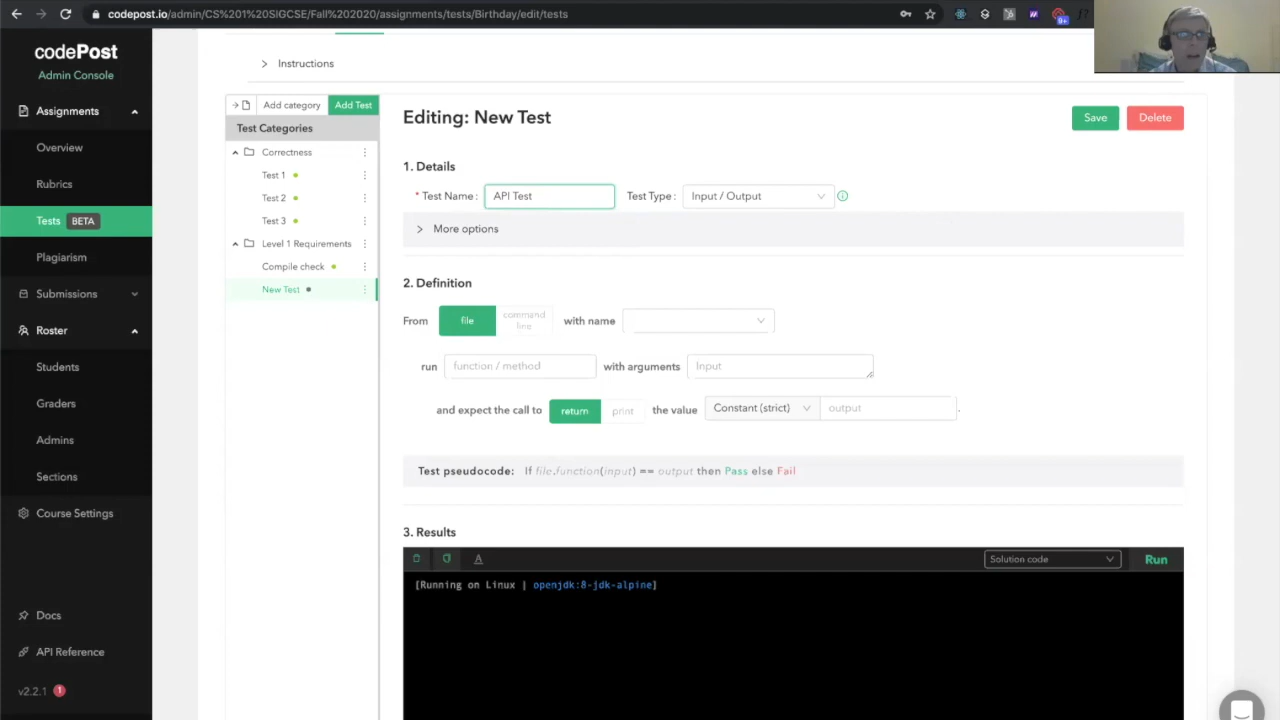 codepost.io/admin/CS%201%20SIGCSE/Fall%202020/assignments/tests/Birthday/edit/tests
9+
codePost
Admin Console
Assignments
Overview
Rubrics
Tests BETA
Plagiarism
Submissions
Roster
Students
Graders
Admins
Sections
Course Settings
Docs
API Reference
v2.2.1 1
Instructions
Add category Add Test
Test Categories
Correctness
Test 1
Test 2
Test 3
Level 1 Requirements
Compile check
New Test
Editing: New Test
Save Delete
1. Details
* Test Name : API Test Test Type : Input / Output
More options
2. Definition
From file command line with name
run function / method with arguments Input
and expect the call to return print the value Constant (strict) output .
Test pseudocode: If file.function(input) == output then Pass else Fail
3. Results
Solution code Run
[Running on Linux | openjdk:8-jdk-alpine]